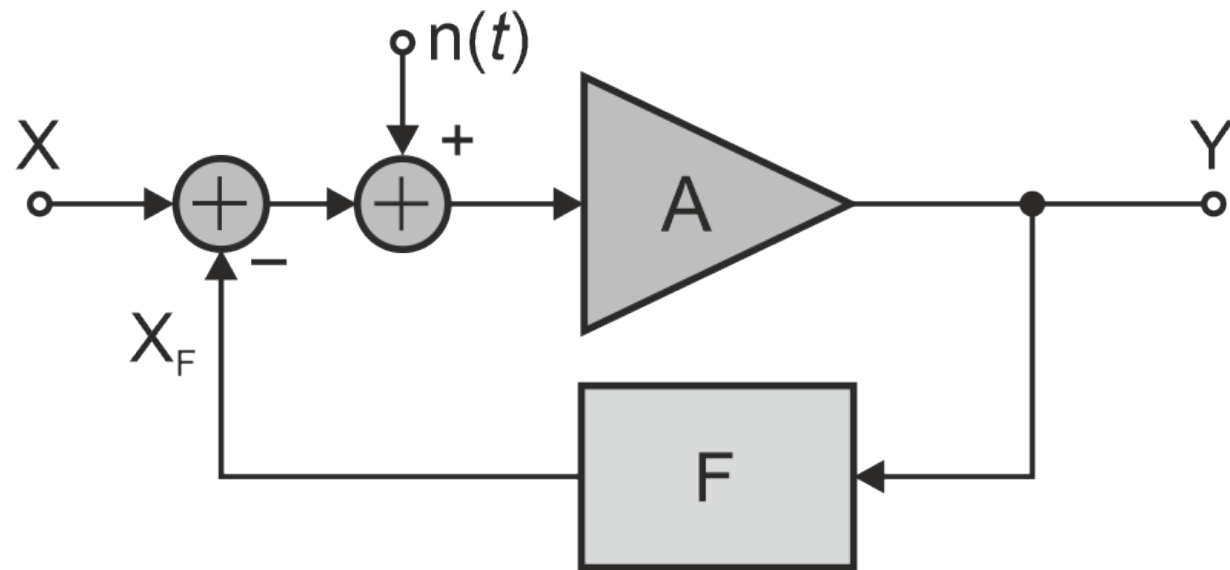 n(t)
+
X
Y
+
+
A
−
X_F
F